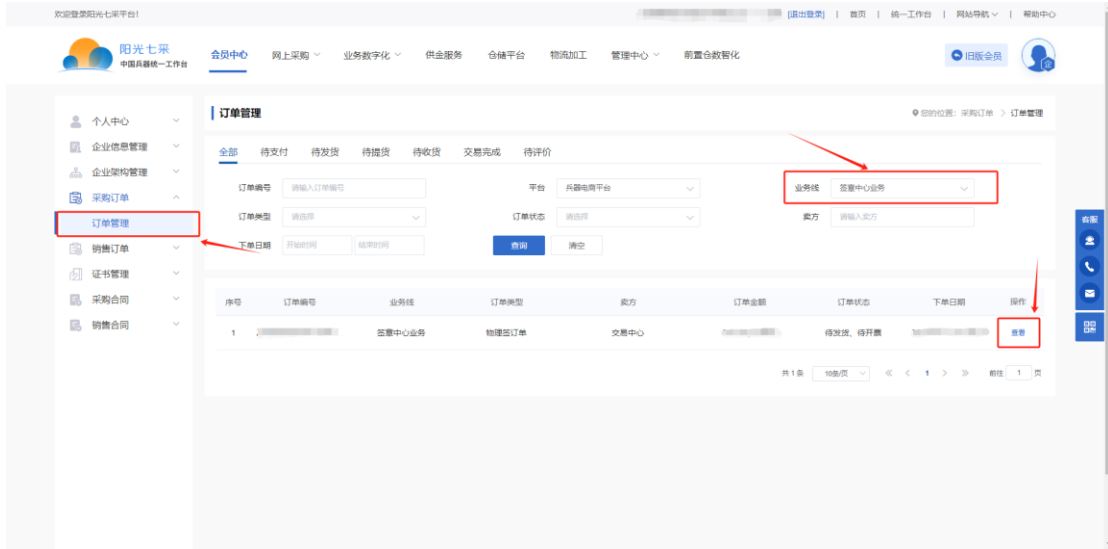 欢迎登录阳光七采平台！
[退出登录] | 首页 | 统一工作台 | 网站导航 | 帮助中心
阳光七采
中国兵器统一工作台
会员中心 网上采购 业务数字化 供金服务 仓储平台 物流加工 管理中心 前置仓数智化
旧版会员
企
个人中心
企业信息管理
企业架构管理
采购订单
订单管理
销售订单
证书管理
采购合同
销售合同
订单管理
您的位置：采购订单 > 订单管理
全部 待支付 待发货 待提货 待收货 交易完成 待评价
订单编号 请输入订单编号 平台 兵器电商平台 业务线 签章中心业务
订单类型 请选择 订单状态 请选择 卖方 请输入卖方
下单日期 开始时间 结束时间 查询 清空
序号 订单编号 业务线 订单类型 卖方 订单金额 订单状态 下单日期 操作
1 签章中心业务 物理签订单 交易中心 待发货、待开票 查看
共1条 10条/页 1 前往 1 页
客服